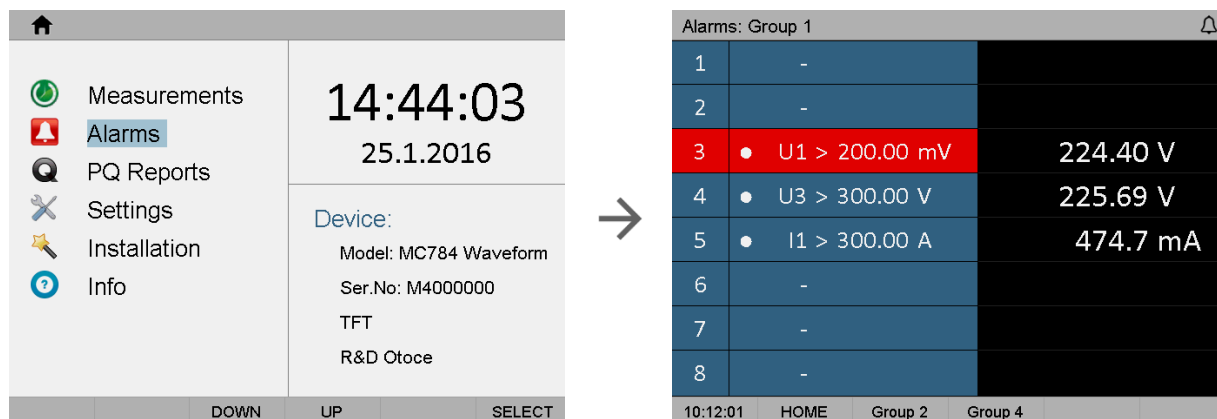 Measurements
Alarms
PQ Reports
Settings
Installation
Info
14:44:03
25.1.2016
Device:
Model: MC784 Waveform
Ser.No: M4000000
TFT
R&D Otoce
DOWN UP SELECT
Alarms: Group 1
1 -
2 -
3 U1 > 200.00 mV 224.40 V
4 U3 > 300.00 V 225.69 V
5 I1 > 300.00 A 474.7 mA
6 -
7 -
8 -
10:12:01 HOME Group 2 Group 4